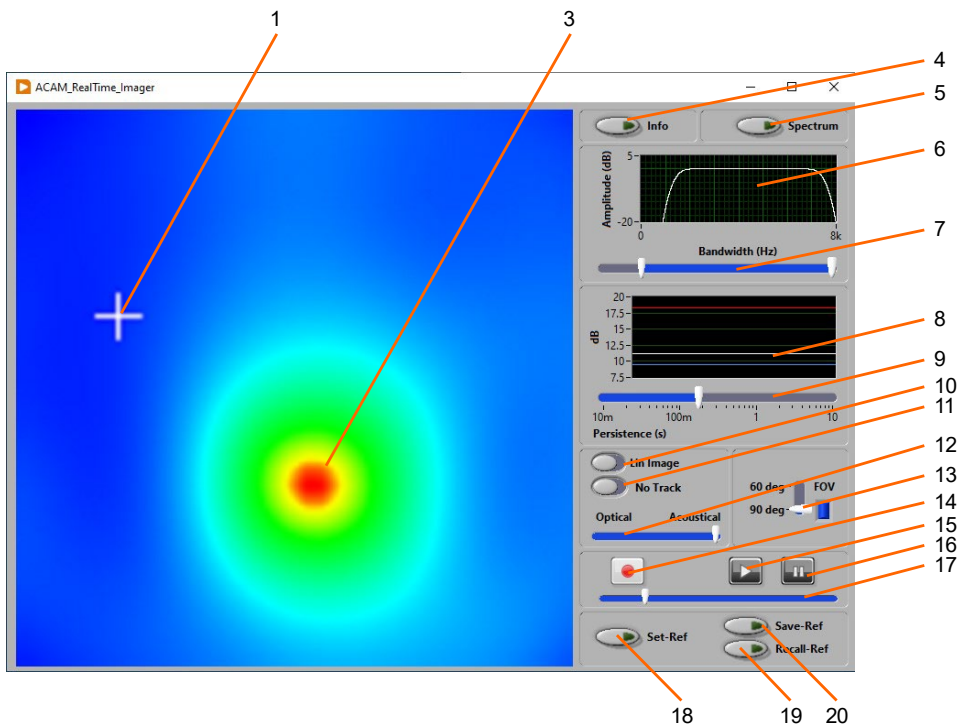 1
3
4
ACAM_RealTime_Imager
5
Info
Spectrum
6
5
Amplitude (dB)
-20
0
8k
7
Bandwidth (Hz)
20
17.5
15
8
dB
12.5
10
9
7.5
10
11
10m
100m
1
10
Persistence (s)
12
Lin Image
13
No Track
60 deg
FOV
14
90 deg
15
Optical
Acoustical
16
17
Save-Ref
Set-Ref
Recall-Ref
18
19
20